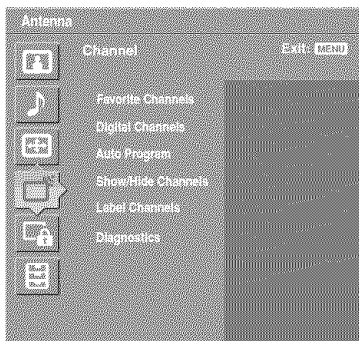 Antenna
Channel
Exit: MENU
Favorite Channels
Digital Channels
Auto Program
Show/Hide Channels
Label Channels
Diagnostics